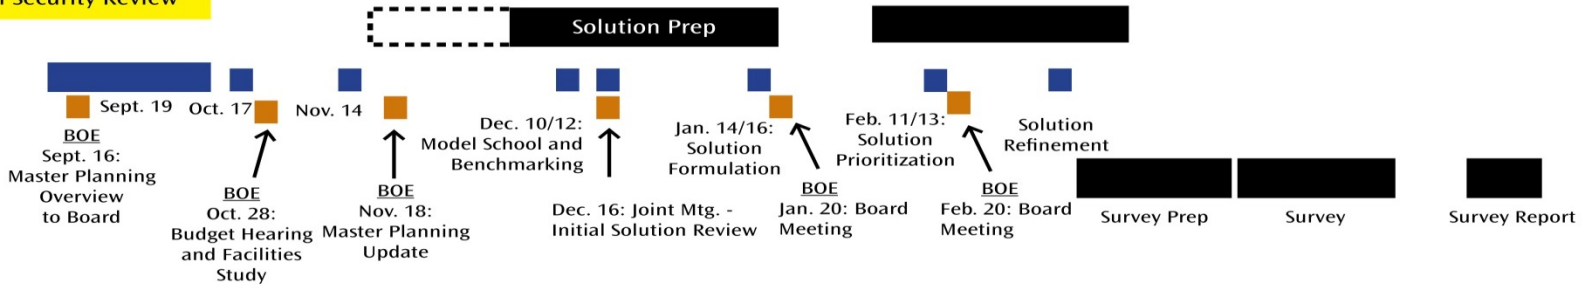 Security Review
Solution Prep
Sept. 19
Oct. 17
Nov. 14
BOE
Sept. 16:
Master Planning
Overview
to Board
BOE
Oct. 28:
Budget Hearing
and Facilities
Study
BOE
Nov. 18:
Master Planning
Update
Dec. 10/12:
Model School and
Benchmarking
Dec. 16: Joint Mtg. -
Initial Solution Review
Jan. 14/16:
Solution
Formulation
BOE
Jan. 20: Board
Meeting
Feb. 11/13:
Solution
Prioritization
BOE
Feb. 20: Board
Meeting
Solution
Refinement
Survey Prep
Survey
Survey Report